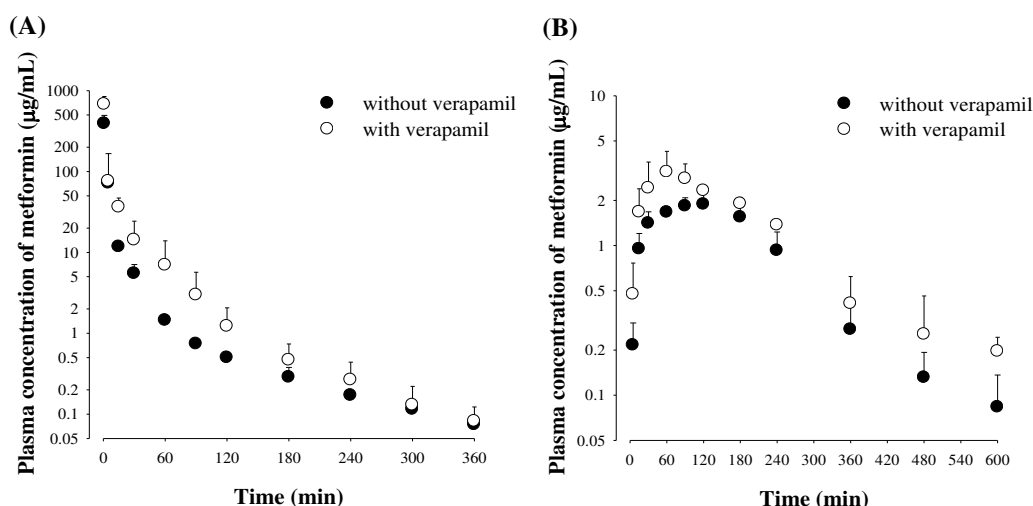 (A)
Plasma concentration of metformin (μg/mL)
1000
500
100
50
20
10
5
2
1
0.5
0.2
0.1
0.05
0 60 120 180 240 300 360
Time (min)
without verapamil
with verapamil
(B)
Plasma concentration of metformin (μg/mL)
10
5
2
1
0.5
0.2
0.1
0.05
0 60 120 180 240 300 360 420 480 540 600
Time (min)
without verapamil
with verapamil